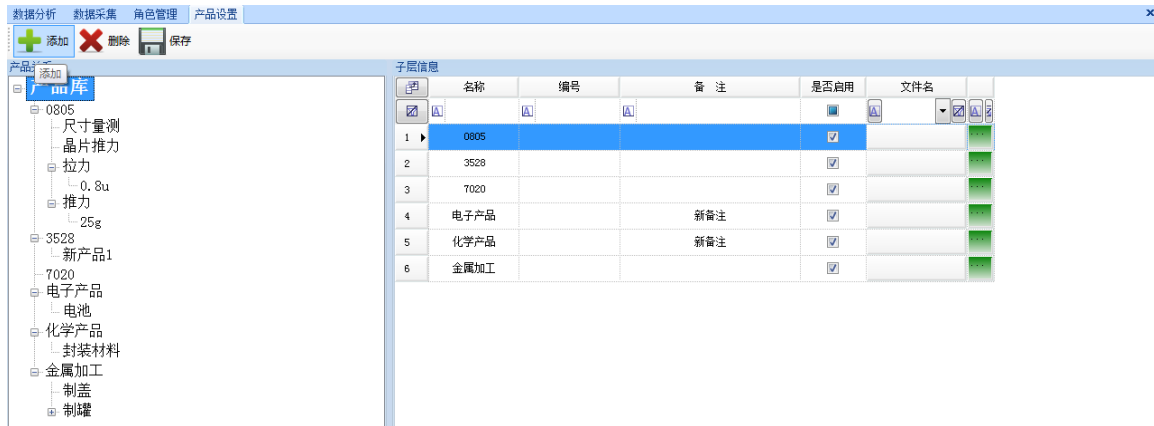 数据分析 数据采集 角色管理 产品设置
添加 删除 保存
子层信息
添加
产品库
0805
尺寸量测
晶片推力
拉力
0.8u
推力
25g
3528
新产品1
7020
电子产品
电池
化学产品
封装材料
金属加工
制盖
制罐
名称 编号 备 注 是否启用 文件名
1 0805
2 3528
3 7020
4 电子产品 新备注
5 化学产品 新备注
6 金属加工